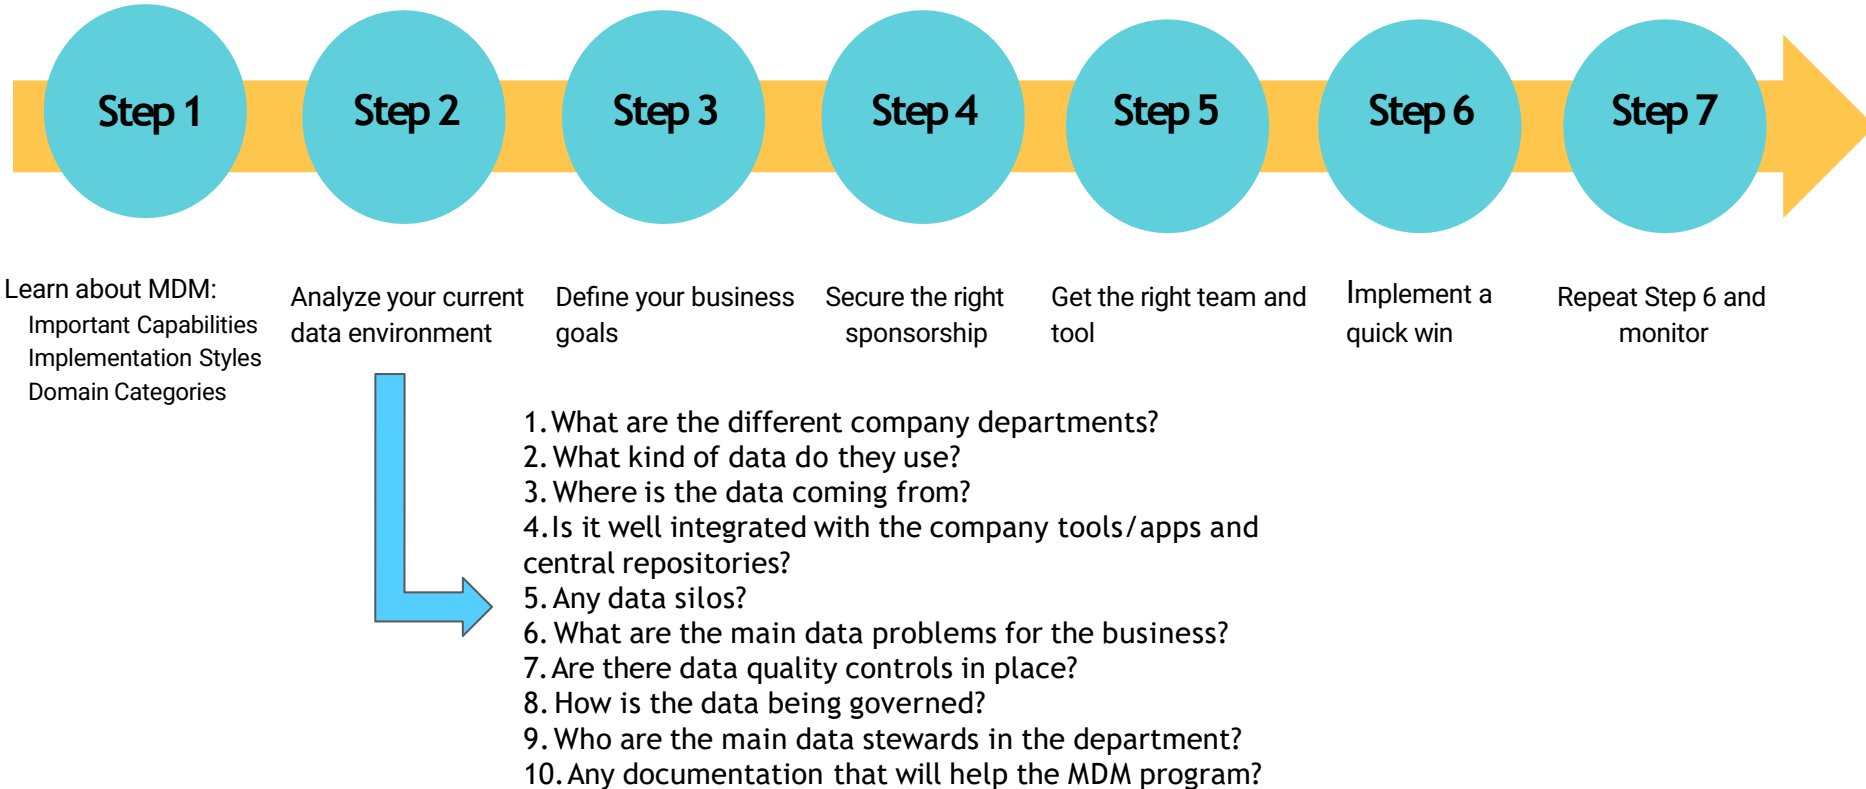 Step 1
Step 2
Step 3
Step 4
Step 5
Step 6
Step 7
Learn about MDM:
Important Capabilities
Implementation Styles
Domain Categories
Analyze your current
data environment
Define your business
goals
Secure the right
sponsorship
Get the right team and
tool
Implement a
quick win
Repeat Step 6 and
monitor
1. What are the different company departments?
2. What kind of data do they use?
3. Where is the data coming from?
4. Is it well integrated with the company tools/apps and
central repositories?
5. Any data silos?
6. What are the main data problems for the business?
7. Are there data quality controls in place?
8. How is the data being governed?
9. Who are the main data stewards in the department?
10. Any documentation that will help the MDM program?